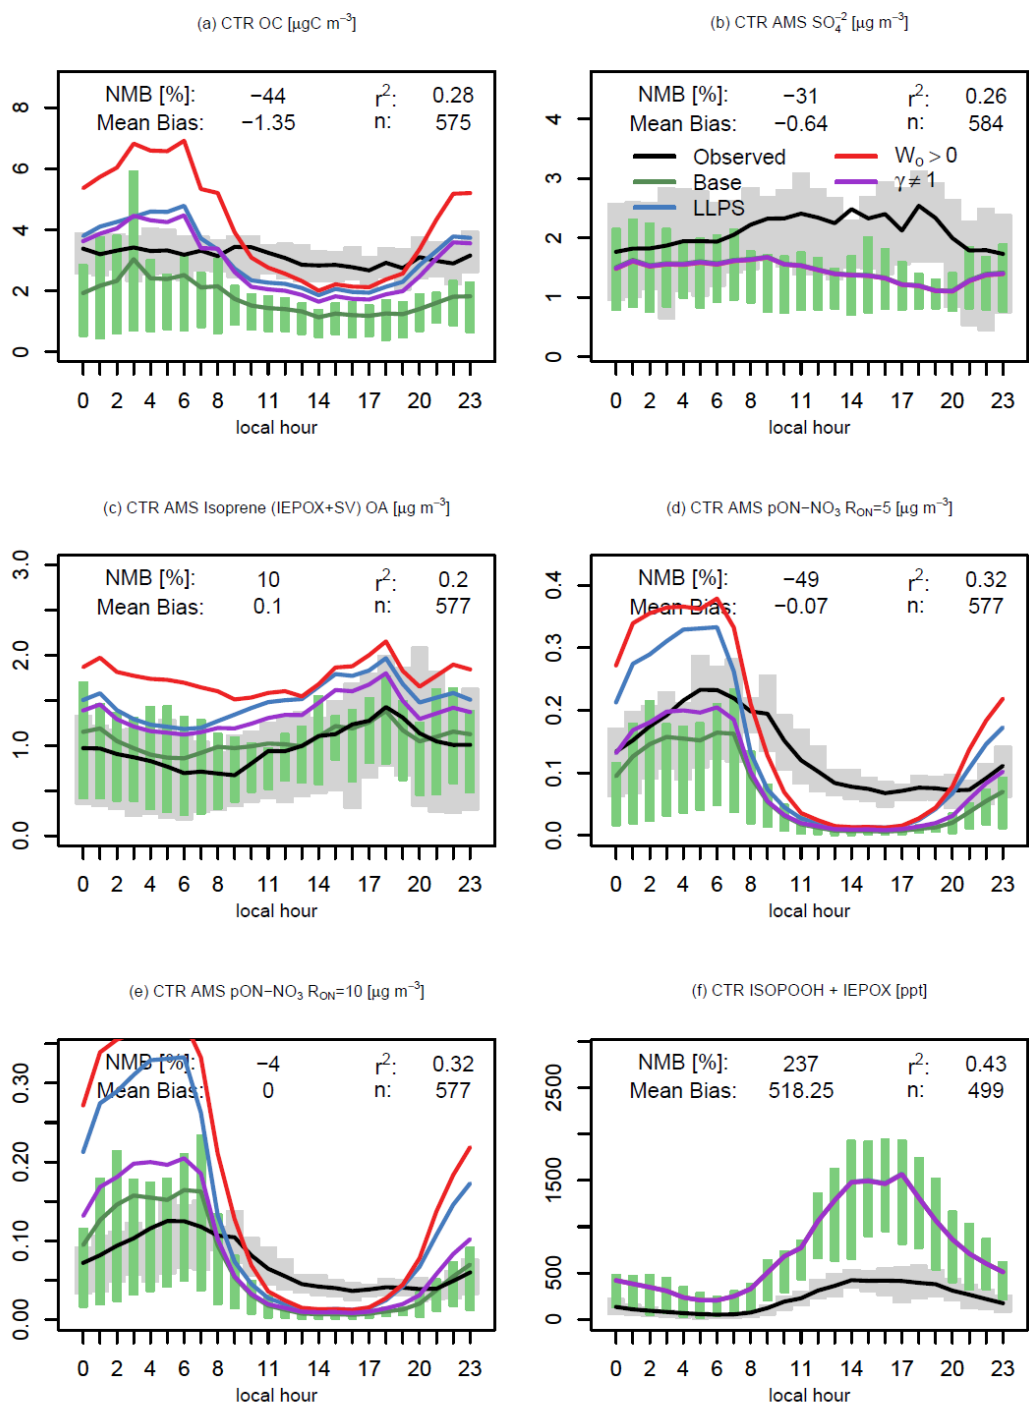 (a) CTR OC [μgC m⁻³]
NMB [%]: −44 r²: 0.28
Mean Bias: −1.35 n: 575
8
6
4
2
0
0 2 4 6 8 11 14 17 20 23
local hour
(b) CTR AMS SO₄⁻² [μg m⁻³]
NMB [%]: −31 r²: 0.26
Mean Bias: −0.64 n: 584
Observed W₀ > 0
Base γ ≠ 1
LLPS
4
3
2
1
0
0 2 4 6 8 11 14 17 20 23
local hour
(c) CTR AMS Isoprene (IEPOX+SV) OA [μg m⁻³]
NMB [%]: 10 r²: 0.2
Mean Bias: 0.1 n: 577
3.0
2.0
1.0
0.0
0 2 4 6 8 11 14 17 20 23
local hour
(d) CTR AMS pON−NO₃ R_ON=5 [μg m⁻³]
NMB [%]: −49 r²: 0.32
Mean Bias: −0.07 n: 577
0.4
0.3
0.2
0.1
0.0
0 2 4 6 8 11 14 17 20 23
local hour
(e) CTR AMS pON−NO₃ R_ON=10 [μg m⁻³]
NMB [%]: −4 r²: 0.32
Mean Bias: 0 n: 577
0.30
0.20
0.10
0.00
0 2 4 6 8 11 14 17 20 23
local hour
(f) CTR ISOPOOH + IEPOX [ppt]
NMB [%]: 237 r²: 0.43
Mean Bias: 518.25 n: 499
2500
1500
500
0
0 2 4 6 8 11 14 17 20 23
local hour